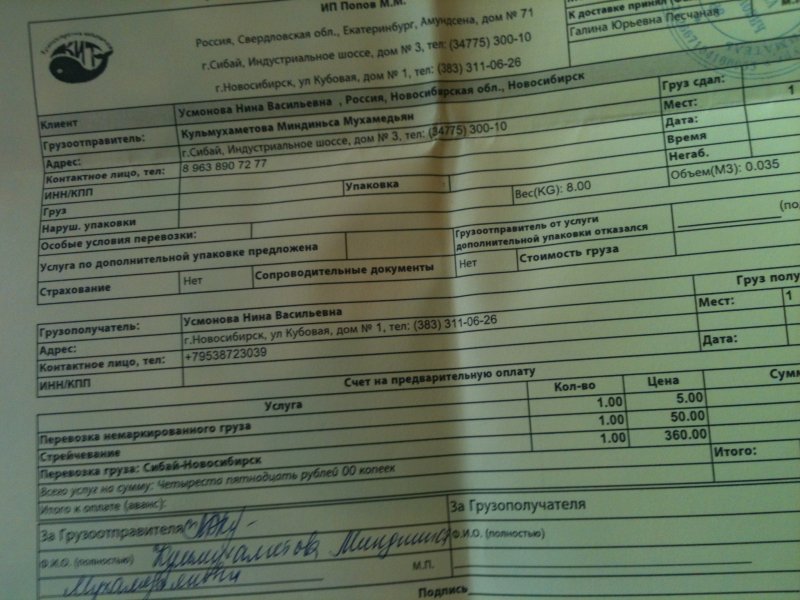 ИП Попов М.М.
КИТ
Россия, Свердловская обл., Екатеринбург, Амундсена, дом № 71
К доставке принял
г.Сибай, Индустриальное шоссе, дом № 3, тел: (34775) 300-10
Галина Юрьевна Песчаная
г.Новосибирск, ул Кубовая, дом № 1, тел: (383) 311-06-26
Клиент Усмонова Нина Васильевна , Россия, Новосибирская обл., Новосибирск Груз сдал:
Грузоотправитель: Кульмухаметова Миндиньса Мухамедьян Мест: 1
Адрес: г.Сибай, Индустриальное шоссе, дом № 3, тел: (34775) 300-10 Дата:
Контактное лицо, тел: 8 963 890 72 77 Время
ИНН/КПП Негаб.
Груз Упаковка Вес(KG): 8.00 Объем(М3): 0.035
Наруш. упаковки
Особые условия перевозки:
Услуга по дополнительной упаковке предложена Грузоотправитель от услуги дополнительной упаковки отказался
Страхование Нет Сопроводительные документы Нет Стоимость груза
Грузополучатель: Усмонова Нина Васильевна Груз полу
Адрес: г.Новосибирск, ул Кубовая, дом № 1, тел: (383) 311-06-26 Мест: 1
Контактное лицо, тел: +79538723039
ИНН/КПП Дата:
Счет на предварительную оплату
Услуга Кол-во Цена Сумм
Перевозка немаркированного груза 1.00 5.00
Стрейчевание 1.00 50.00
Перевозка груза: Сибай-Новосибирск 1.00 360.00
Всего услуг на сумму: Четыреста пятнадцать рублей 00 копеек Итого:
Итого к оплате (аванс):
За Грузоотправителя За Грузополучателя
Ф.И.О. (полностью) Кульмухаметова Ф.И.О. (полностью)
М.П.
Подпись